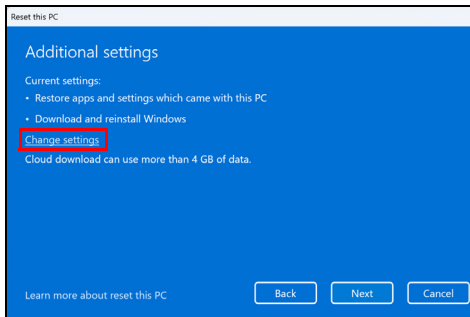 Reset this PC
Additional settings
Current settings:
• Restore apps and settings which came with this PC
• Download and reinstall Windows
Change settings
Cloud download can use more than 4 GB of data.
Learn more about reset this PC
Back
Next
Cancel